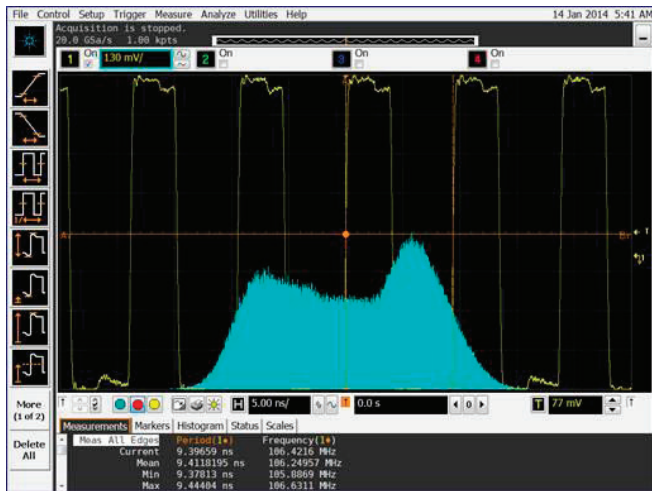 File Control Setup Trigger Measure Analyze Utilities Help 14 Jan 2014 5:41 AM
Acquisition is stopped.
20.0 GSa/s 1.00 kpts
1 On 130 mV/ 2 On 3 On 4 On
More
(1 of 2)
Delete
All
H 5.00 ns/ 0.0 s 0 T 77 mV
Measurements Markers Histogram Status Scales
Meas All Edges Period(1) Frequency(1)
Current 9.39659 ns 106.4216 MHz
Mean 9.4118195 ns 106.24957 MHz
Min 9.37813 ns 105.8869 MHz
Max 9.44404 ns 106.6311 MHz